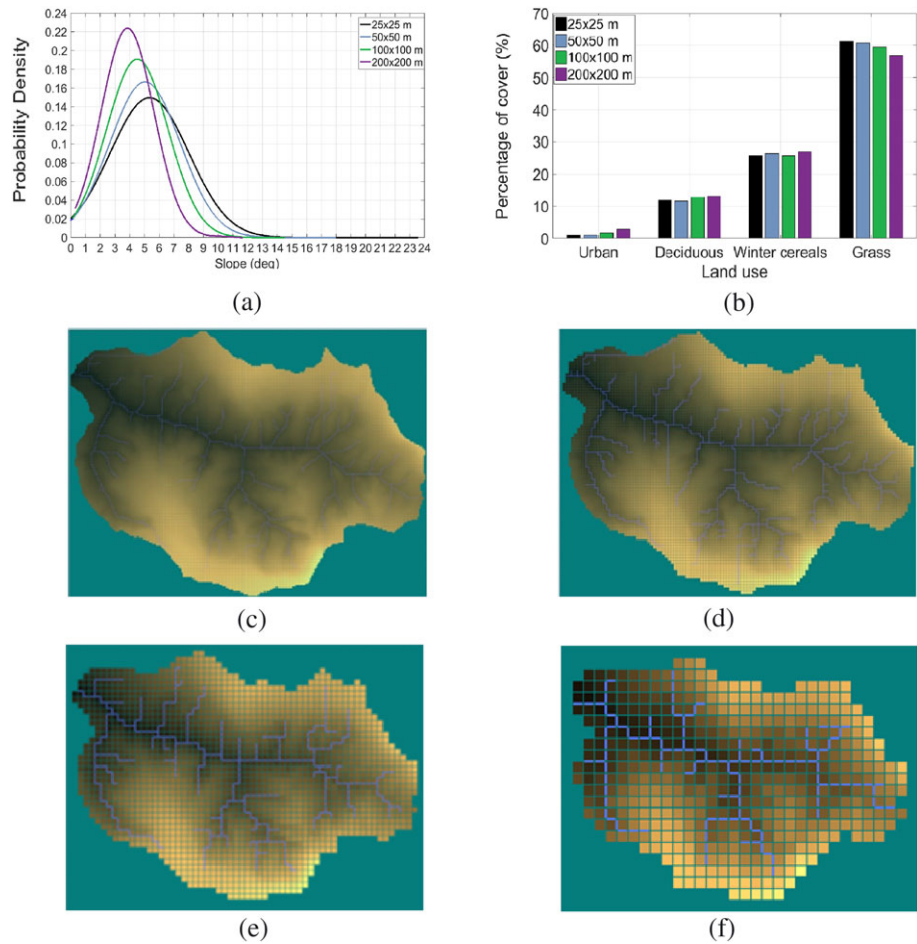 0.24
0.22
0.2
0.18
0.16
0.14
0.12
0.1
0.08
0.06
0.04
0.02
0
Probability Density
25x25 m
50x50 m
100x100 m
200x200 m
0 1 2 3 4 5 6 7 8 9 10 11 12 13 14 15 16 17 18 19 20 21 22 23 24
Slope (deg)
(a)
70
60
50
40
30
20
10
0
Percentage of cover (%)
25x25 m
50x50 m
100x100 m
200x200 m
Urban Deciduous Winter cereals Grass
Land use
(b)
(c)
(d)
(e)
(f)